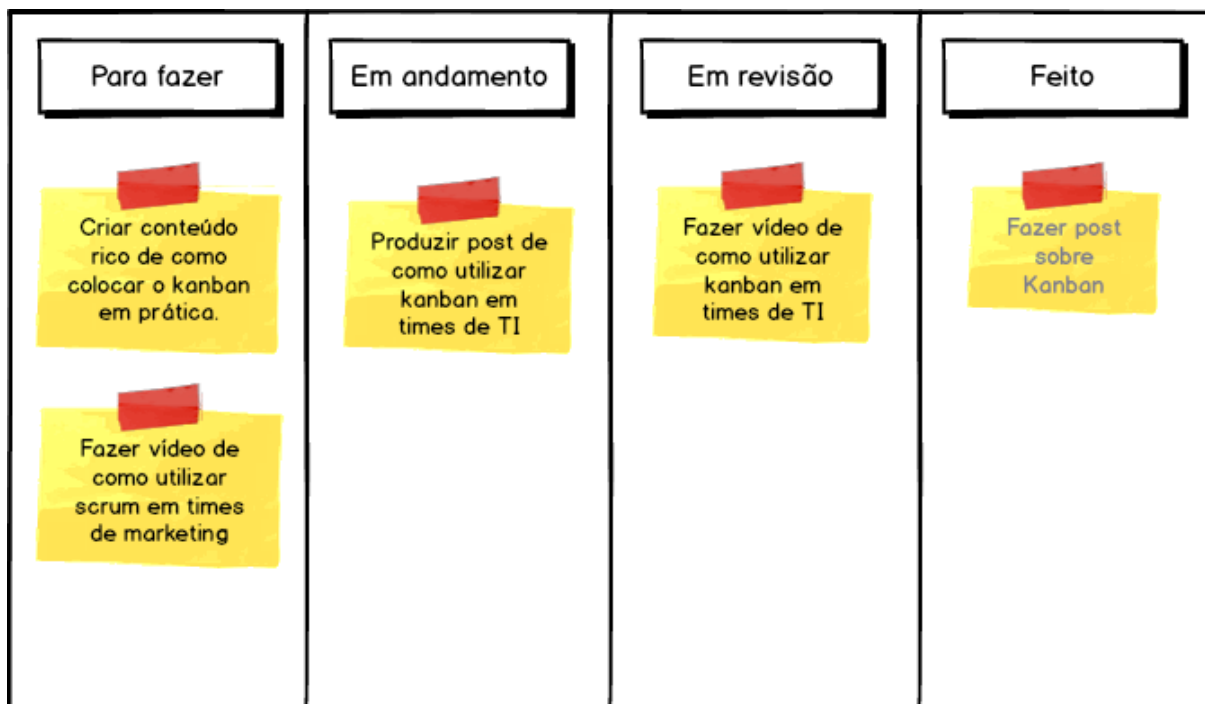 Para fazer
Em andamento
Em revisão
Feito
Criar conteúdo
rico de como
colocar o kanban
em prática.
Fazer vídeo de
como utilizar
scrum em times
de marketing
Produzir post de
como utilizar
kanban em
times de TI
Fazer vídeo de
como utilizar
kanban em
times de TI
Fazer post
sobre
Kanban